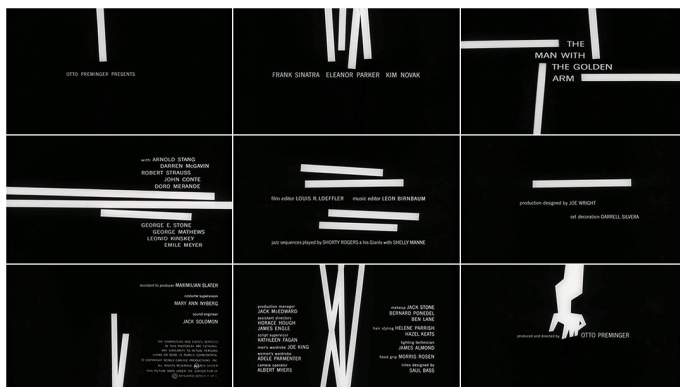 OTTO PREMINGER PRESENTS
FRANK SINATRA ELEANOR PARKER KIM NOVAK
THE
MAN WITH
THE GOLDEN
ARM
with ARNOLD STANG
DARREN McGAVIN
ROBERT STRAUSS
JOHN CONTE
DORO MERANDE
GEORGE E. STONE
GEORGE MATHEWS
LEONID KINSKEY
EMILE MEYER
film editor LOUIS R. LOEFFLER music editor LEON BIRNBAUM
jazz sequences played by SHORTY ROGERS & his Giants with SHELLY MANNE
production designed by JOE WRIGHT
set decoration DARRELL SILVERA
assistant to producer MAXIMILIAN SLATER
costume supervision
MARY ANN NYBERG
sound engineer
JACK SOLOMON
production manager
JACK McEDWARD
assistant directors
HORACE HOUGH
JAMES ENGLE
script supervisor
KATHLEEN FAGAN
men's wardrobe JOE KING
women's wardrobe
ADELE PARMENTER
camera operator
ALBERT MYERS
makeup JACK STONE
BERNARD PONEDEL
BEN LANE
hair styling HELENE PARRISH
HAZEL KEATS
lighting technician
JAMES ALMOND
head grip MORRIS ROSEN
titles designed by
SAUL BASS
produced and directed by OTTO PREMINGER